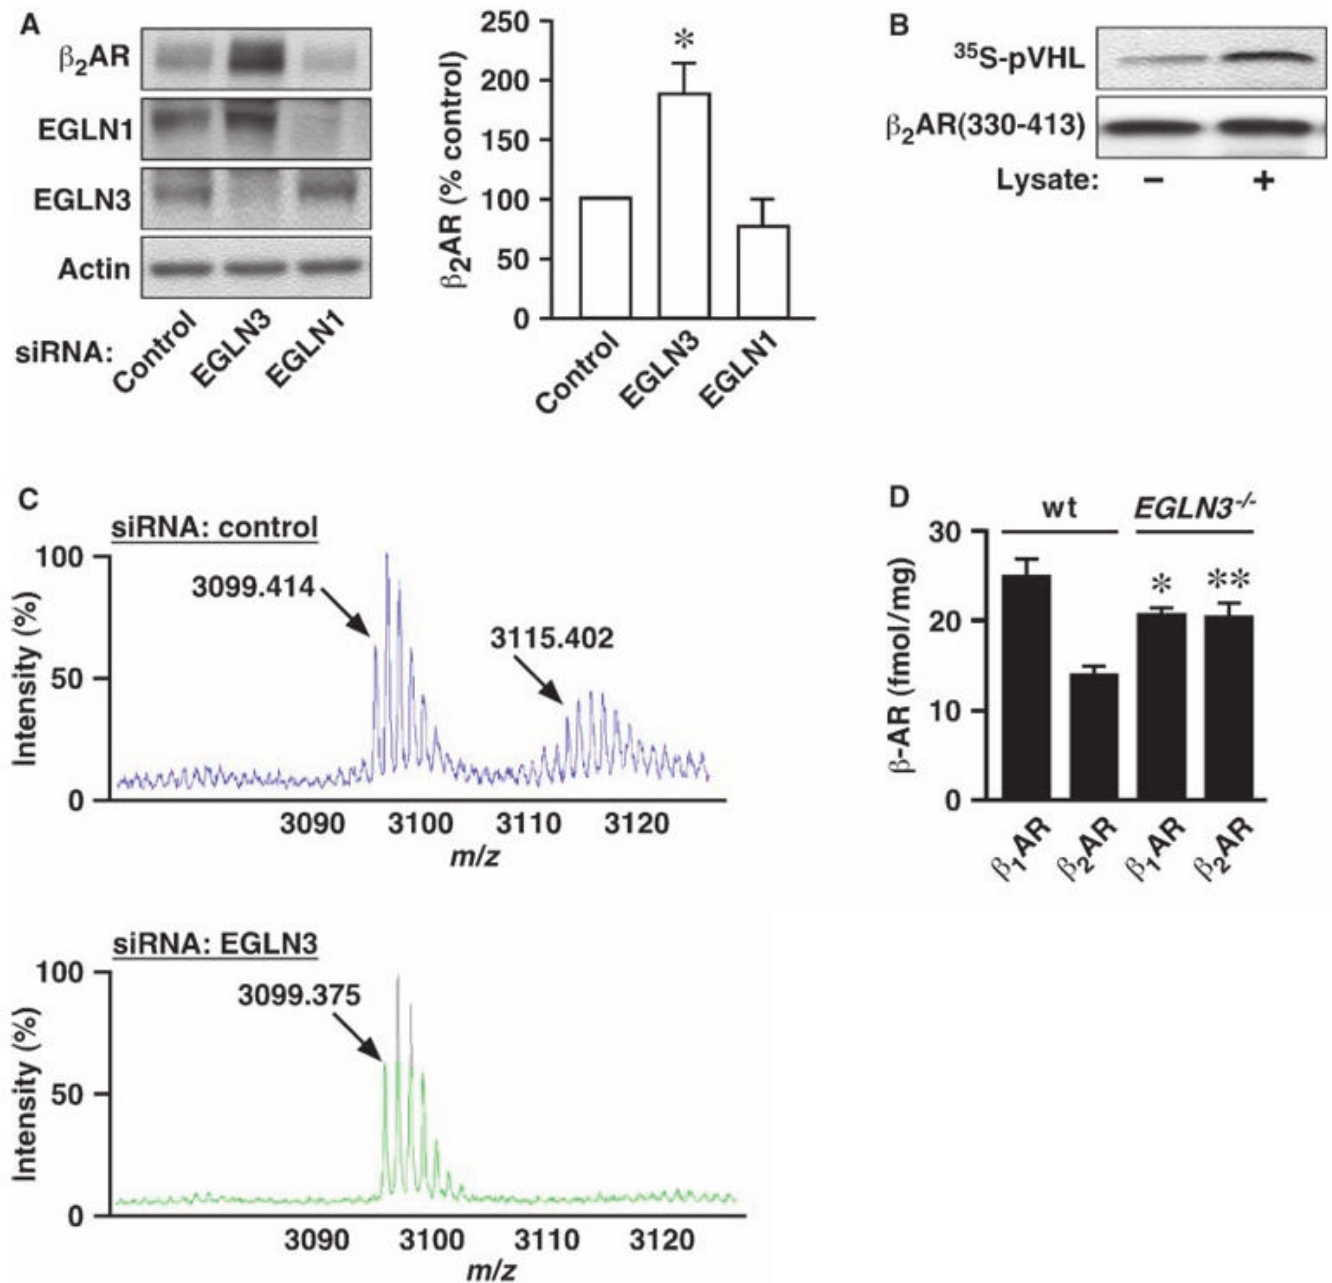 A
β₂AR
EGLN1
EGLN3
Actin
siRNA:
Control
EGLN3
EGLN1
β₂AR (% control)
250
200
150
100
50
0
*
Control
EGLN3
EGLN1
B
³⁵S-pVHL
β₂AR(330-413)
Lysate: − +
C
siRNA: control
Intensity (%)
100
50
0
3099.414
3115.402
3090 3100 3110 3120
m/z
siRNA: EGLN3
Intensity (%)
100
50
0
3099.375
3090 3100 3110 3120
m/z
D
wt EGLN3⁻/⁻
β-AR (fmol/mg)
30
20
10
0
* **
β₁AR
β₂AR
β₁AR
β₂AR